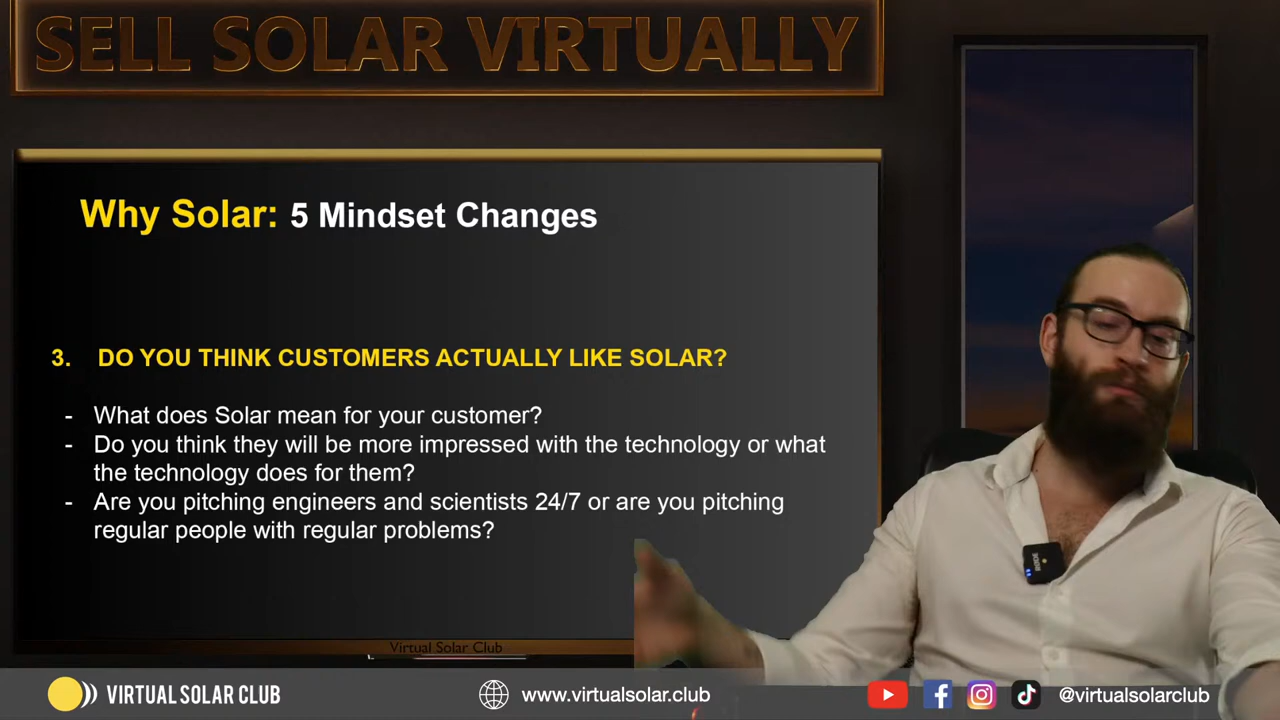 SELL SOLAR VIRTUALLY
Why Solar: 5 Mindset Changes
3. DO YOU THINK CUSTOMERS ACTUALLY LIKE SOLAR?
- What does Solar mean for your customer?
- Do you think they will be more impressed with the technology or what
the technology does for them?
- Are you pitching engineers and scientists 24/7 or are you pitching
regular people with regular problems?
Virtual Solar Club
RODE
VIRTUAL SOLAR CLUB
www.virtualsolar.club
@virtualsolarclub